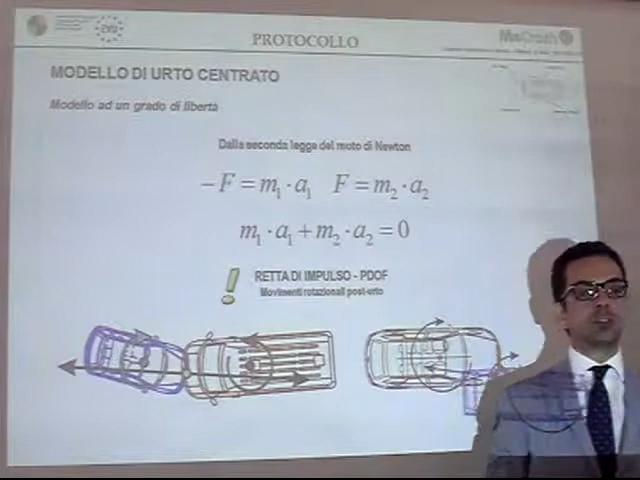 PROTOCOLLO
MODELLO DI URTO CENTRATO
Modello ad un grado di libertà
Dalla seconda legge del moto di Newton
−F = m₁·a₁ F = m₂·a₂
m₁·a₁ + m₂·a₂ = 0
! RETTA DI IMPULSO - PDOF
Movimenti rotazionali post-urto